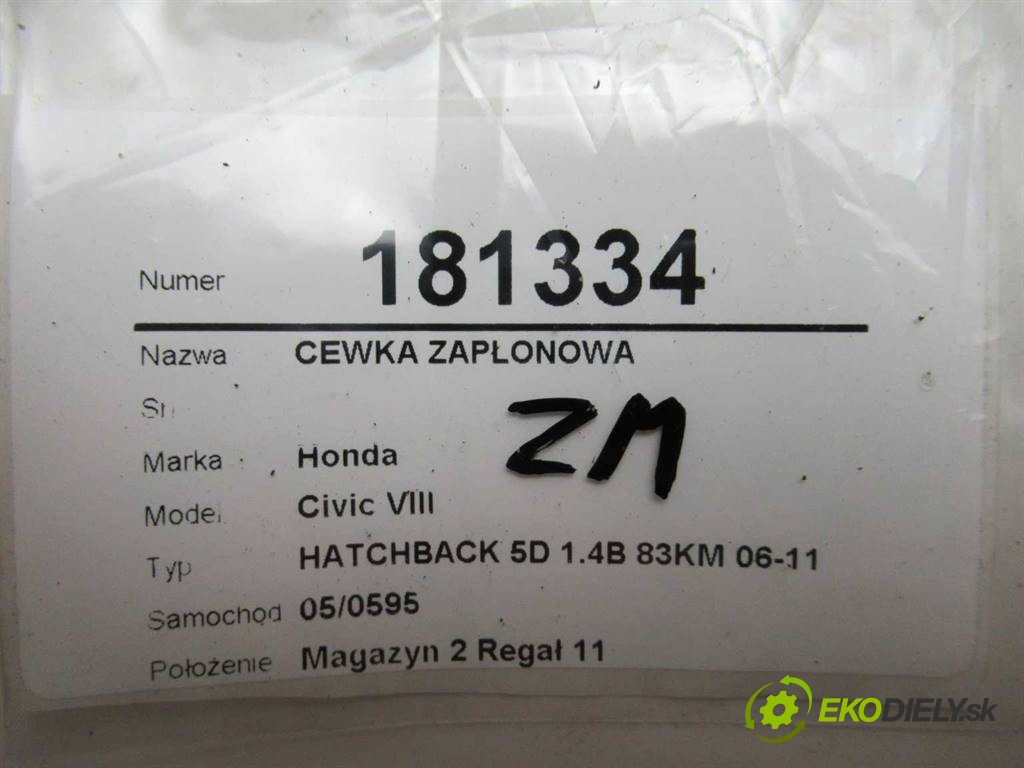 Numer 181334
Nazwa CEWKA ZAPŁONOWA
ZM
Marka Honda
Model Civic VIII
Typ HATCHBACK 5D 1.4B 83KM 06-11
Samochod 05/0595
Położenie Magazyn 2 Regał 11
EKODIELY.sk